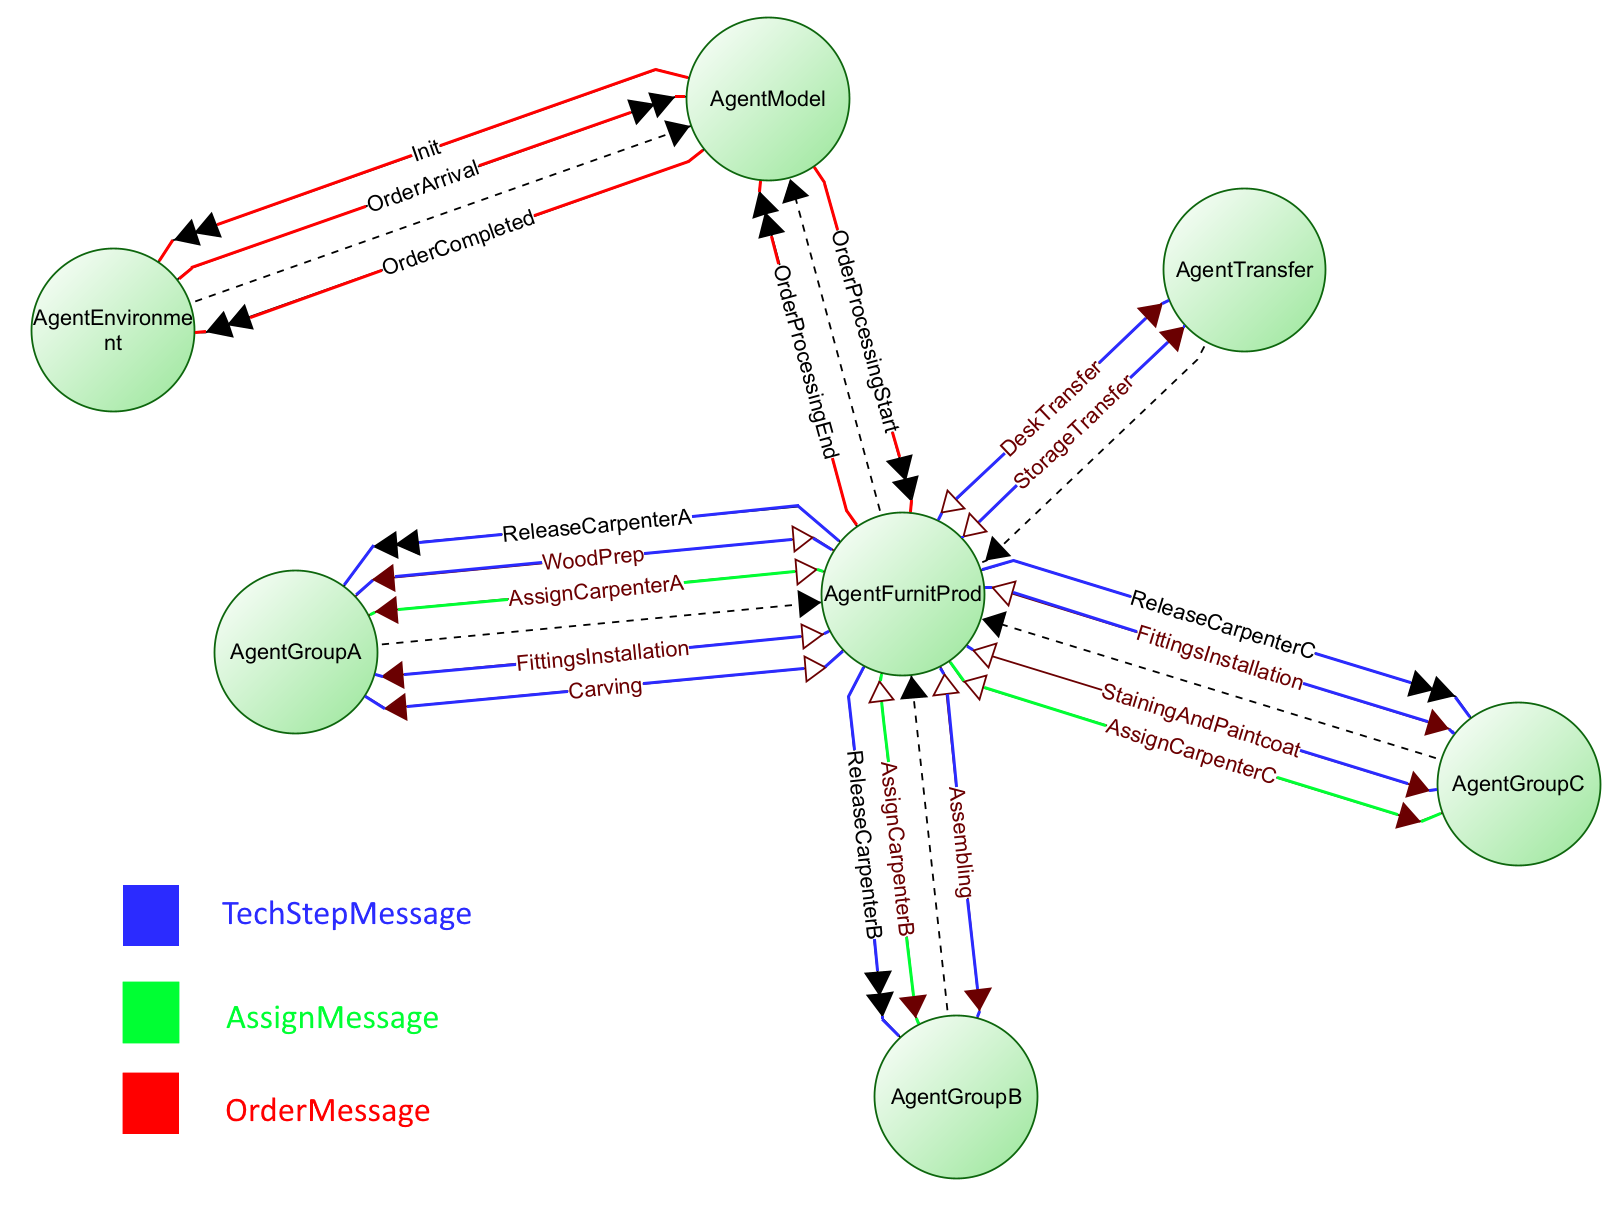 AgentModel
Init
OrderArrival
OrderCompleted
AgentEnvironme
nt
OrderProcessingEnd
OrderProcessingStart
AgentTransfer
DeskTransfer
StorageTransfer
ReleaseCarpenterA
WoodPrep
AssignCarpenterA
AgentFurnitProd
AgentGroupA
FittingsInstallation
Carving
ReleaseCarpenterC
FittingsInstallation
StainingAndPaintcoat
AssignCarpenterC
AgentGroupC
ReleaseCarpenterB
AssignCarpenterB
Assembling
AgentGroupB
TechStepMessage
AssignMessage
OrderMessage